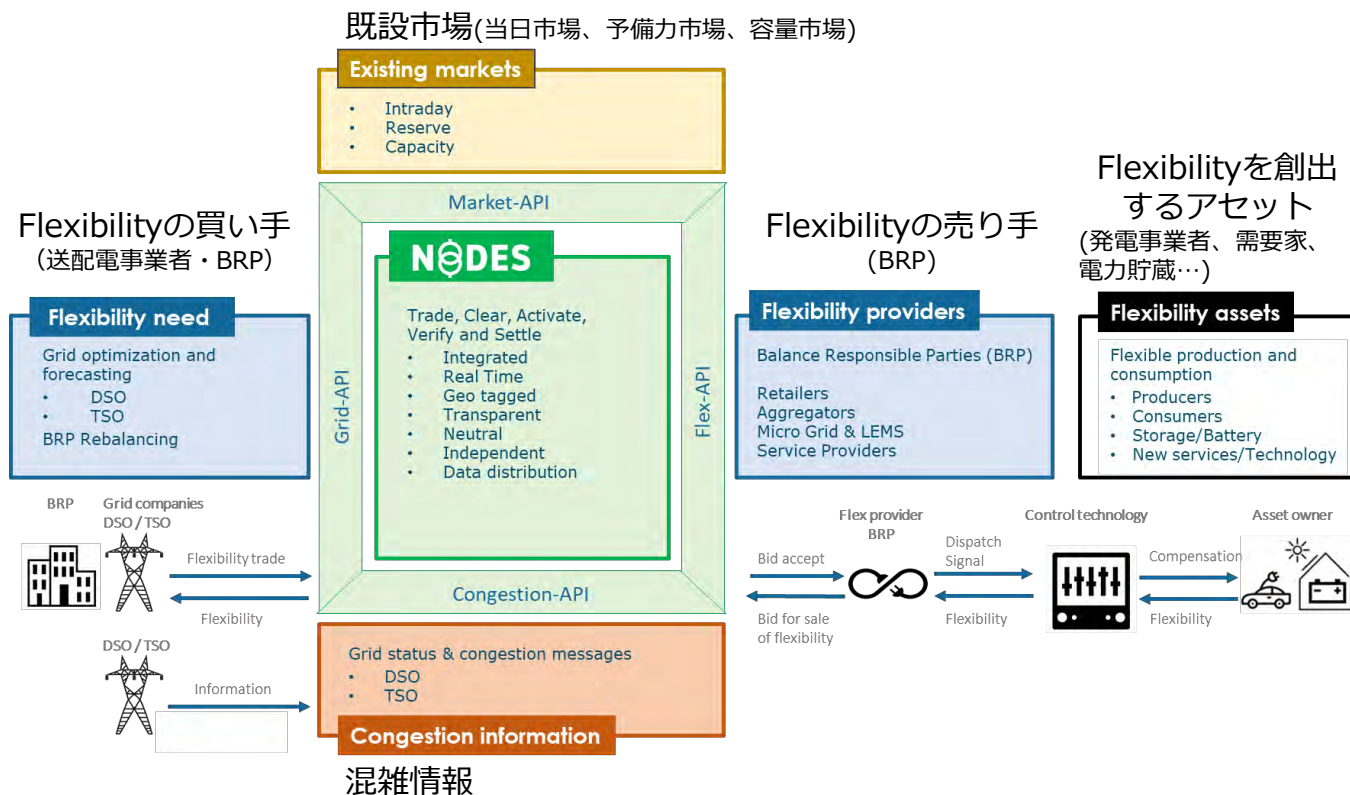 既設市場(当日市場、予備力市場、容量市場)
Existing markets
• Intraday
• Reserve
• Capacity
Flexibilityの買い手
（送配電事業者・BRP）
Flexibility need
Grid optimization and
forecasting
• DSO
• TSO
BRP Rebalancing
Market-API
Grid-API
Flex-API
Congestion-API
NODES
Trade, Clear, Activate,
Verify and Settle
• Integrated
• Real Time
• Geo tagged
• Transparent
• Neutral
• Independent
• Data distribution
Flexibilityの売り手
(BRP)
Flexibility providers
Balance Responsible Parties (BRP)
Retailers
Aggregators
Micro Grid & LEMS
Service Providers
Flexibilityを創出
するアセット
(発電事業者、需要家、
電力貯蔵…)
Flexibility assets
Flexible production and
consumption
• Producers
• Consumers
• Storage/Battery
• New services/Technology
BRP
Grid companies
DSO / TSO
Flexibility trade
Flexibility
DSO / TSO
Information
Bid accept
Bid for sale
of flexibility
Flex provider
BRP
Dispatch
Signal
Flexibility
Control technology
Compensation
Flexibility
Asset owner
Grid status & congestion messages
• DSO
• TSO
Congestion information
混雑情報